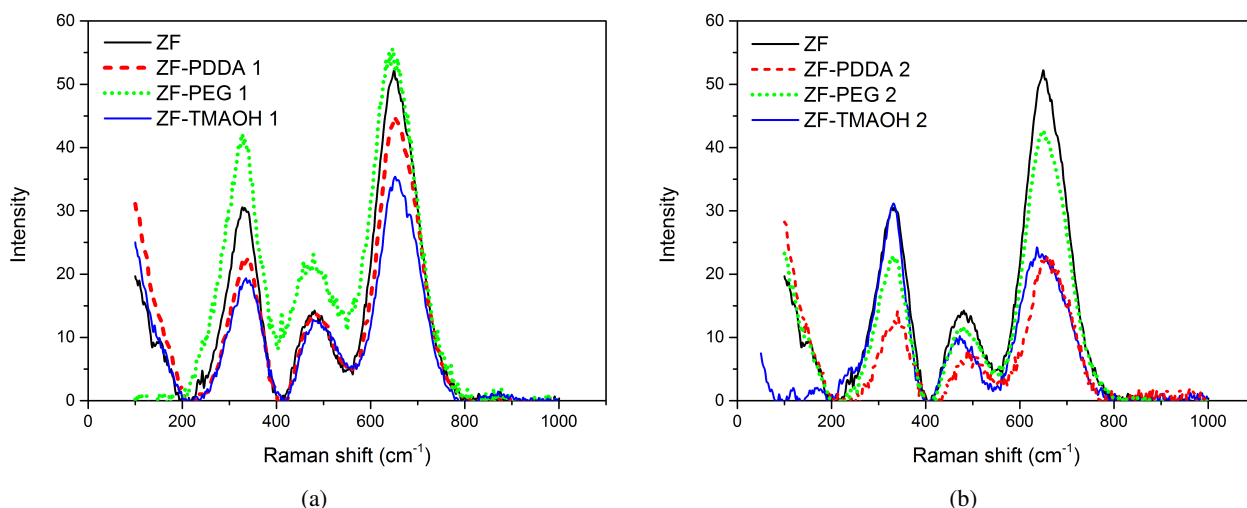 60
50
40
30
20
10
0
Intensity
ZF
ZF-PDDA 1
ZF-PEG 1
ZF-TMAOH 1
0 200 400 600 800 1000
Raman shift (cm⁻¹)
(a)
60
50
40
30
20
10
0
Intensity
ZF
ZF-PDDA 2
ZF-PEG 2
ZF-TMAOH 2
0 200 400 600 800 1000
Raman shift (cm⁻¹)
(b)